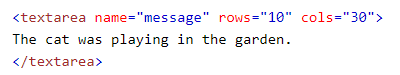 <textarea name="message" rows="10" cols="30">
The cat was playing in the garden.
</textarea>